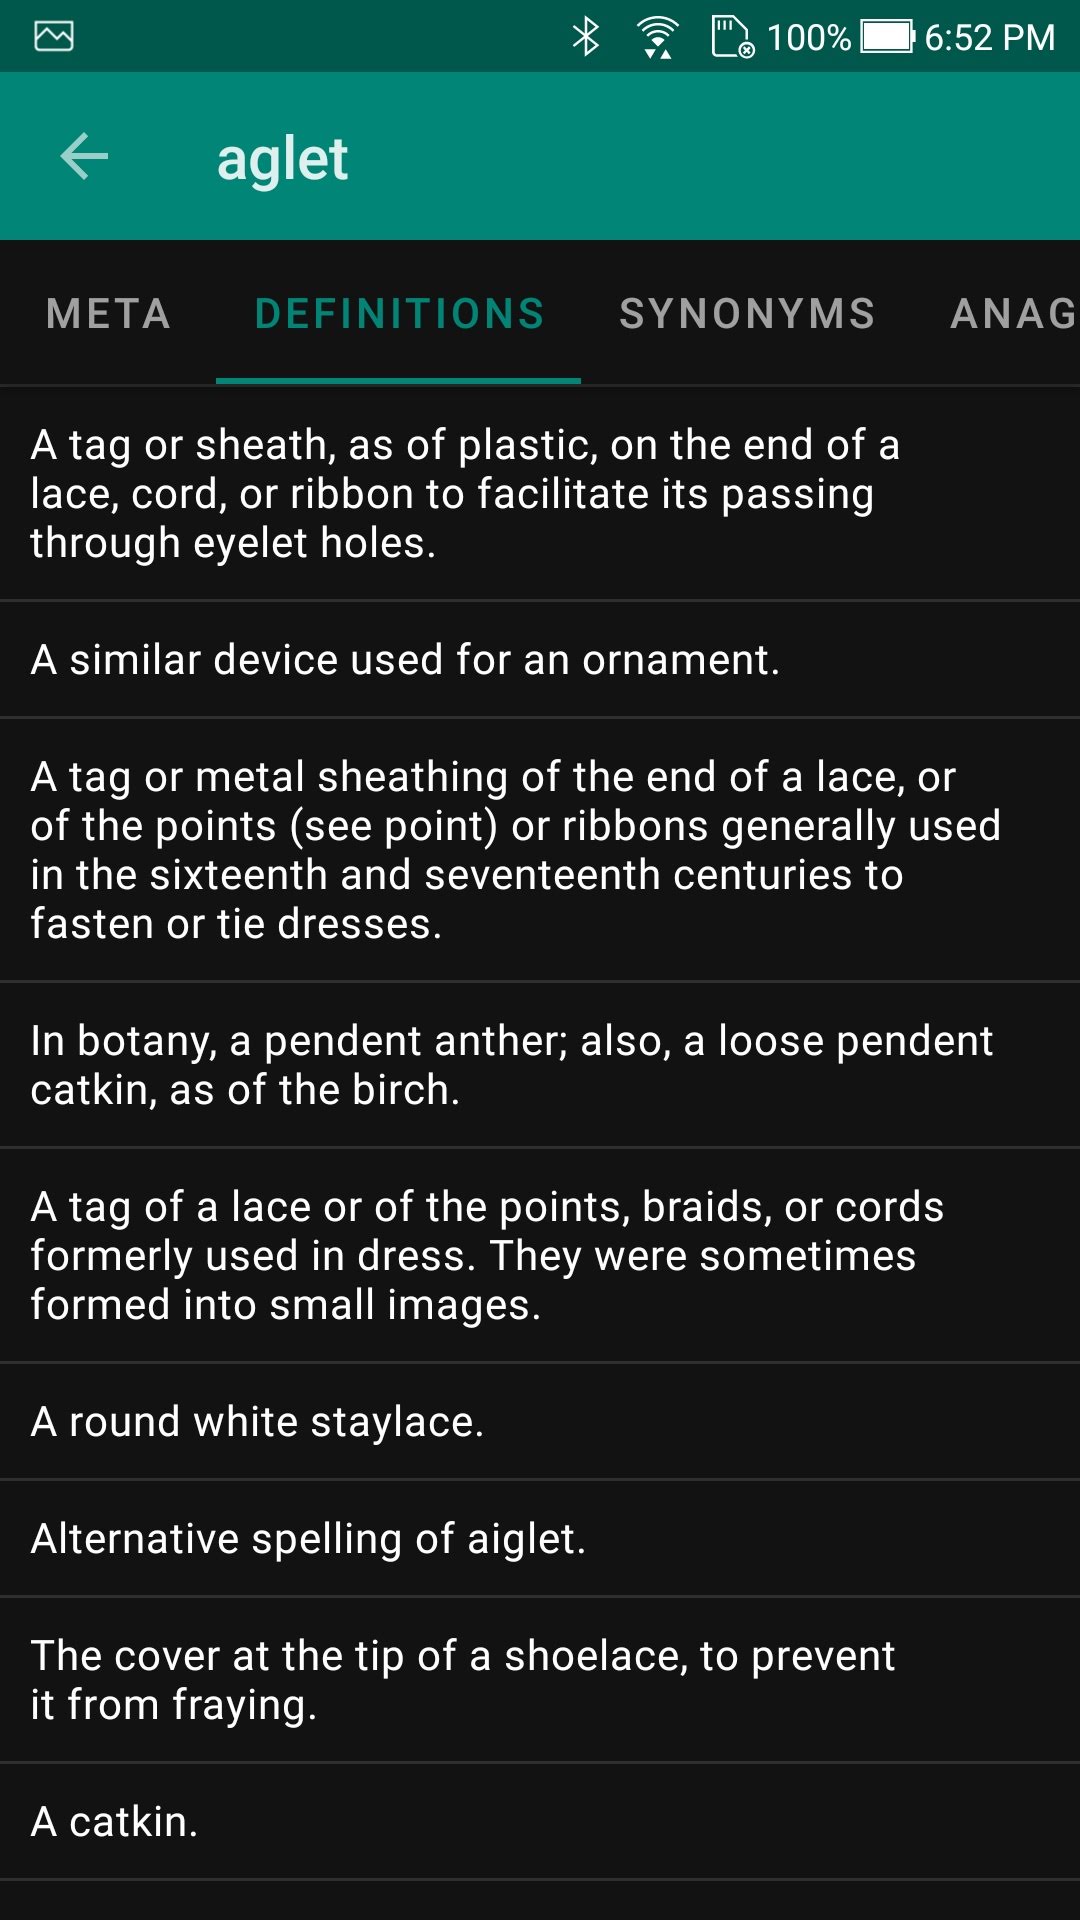 100% 6:52 PM
aglet
META DEFINITIONS SYNONYMS ANAG
A tag or sheath, as of plastic, on the end of a
lace, cord, or ribbon to facilitate its passing
through eyelet holes.
A similar device used for an ornament.
A tag or metal sheathing of the end of a lace, or
of the points (see point) or ribbons generally used
in the sixteenth and seventeenth centuries to
fasten or tie dresses.
In botany, a pendent anther; also, a loose pendent
catkin, as of the birch.
A tag of a lace or of the points, braids, or cords
formerly used in dress. They were sometimes
formed into small images.
A round white staylace.
Alternative spelling of aiglet.
The cover at the tip of a shoelace, to prevent
it from fraying.
A catkin.